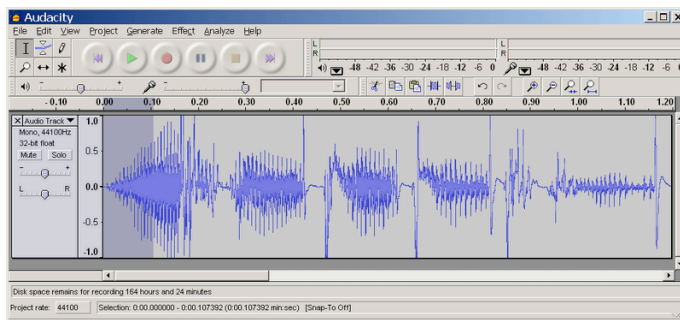 Audacity
File Edit View Project Generate Effect Analyze Help
L
R
-48 -42 -36 -30 -24 -18 -12 -6 0
L
R
-48 -42 -36 -30 -24 -18 -12 -6 0
- +
- +
-0.10 0.00 0.10 0.20 0.30 0.40 0.50 0.60 0.70 0.80 0.90 1.00 1.10 1.20
Audio Track
Mono, 44100Hz
32-bit float
Mute Solo
- +
L R
1.0
0.5
0.0
-0.5
-1.0
Disk space remains for recording 164 hours and 24 minutes
Project rate: 44100 Selection: 0:00.000000 - 0:00.107392 (0:00.107392 min:sec) [Snap-To Off]